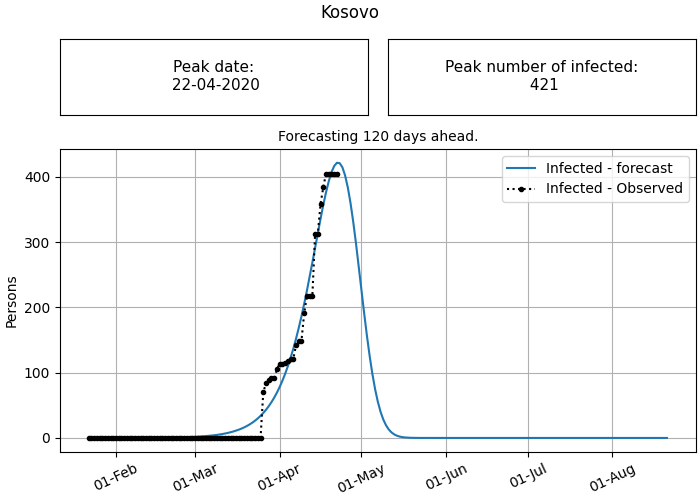 Kosovo
Peak date:
22-04-2020
Peak number of infected:
421
Forecasting 120 days ahead.
Infected - forecast
Infected - Observed
Persons
400
300
200
100
0
01-Feb
01-Mar
01-Apr
01-May
01-Jun
01-Jul
01-Aug